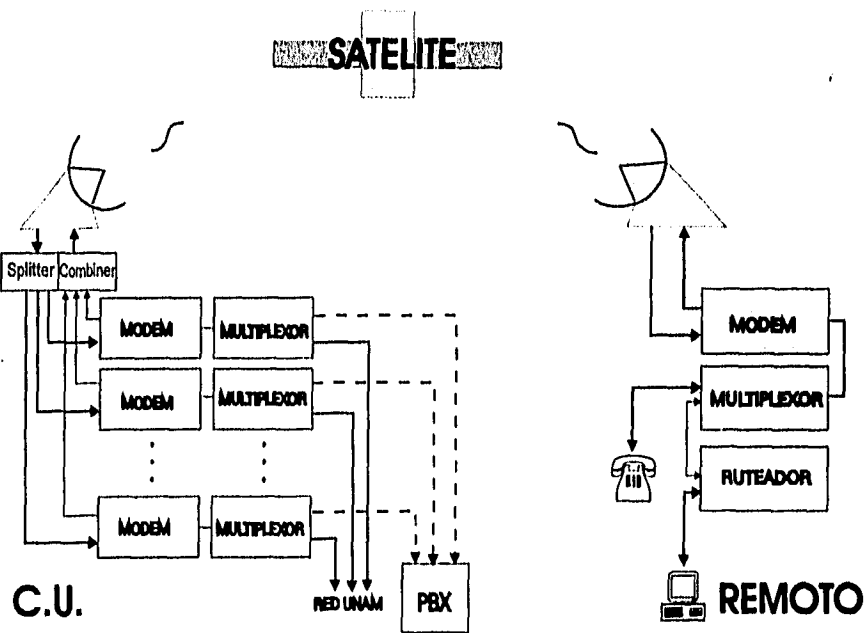 SATELITE
Splitter Combiner
MODEM MULTIPLEXOR
MODEM MULTIPLEXOR
MODEM MULTIPLEXOR
RED UNAM
PBX
C.U.
MODEM
MULTIPLEXOR
RUTEADOR
REMOTO